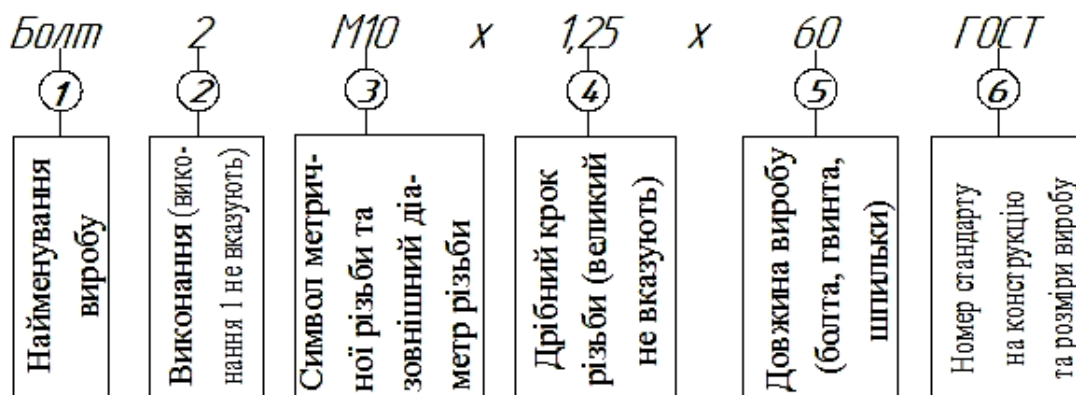 Болт 2 М10 х 1,25 х 60 ГОСТ
1 2 3 4 5 6
Найменування
виробу
Виконання (вико-
нання 1 не вказують)
Символ метрич-
ної різьби та
зовнішний діа-
метр різьби
Дрібний крок
різьби (великий
не вказують)
Довжина виробу
(болта, гвинта,
шпильки)
Номер стандарту
на конструкцію
та розміри виробу